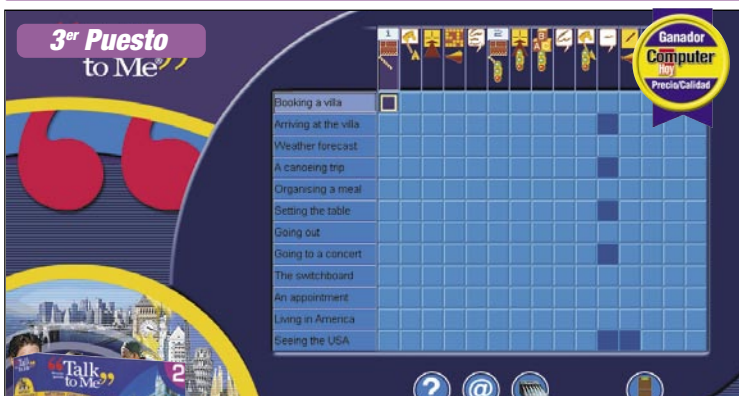 3er Puesto
to Me”
1
2
A
B
C
Ganador
Computer
Hoy
Precio/Calidad
Booking a villa
Arriving at the villa
Weather forecast
A canoeing trip
Organising a meal
Setting the table
Going out
Going to a concert
The switchboard
An appointment
Living in America
Seeing the USA
“Talk
to Me”
2
?
@